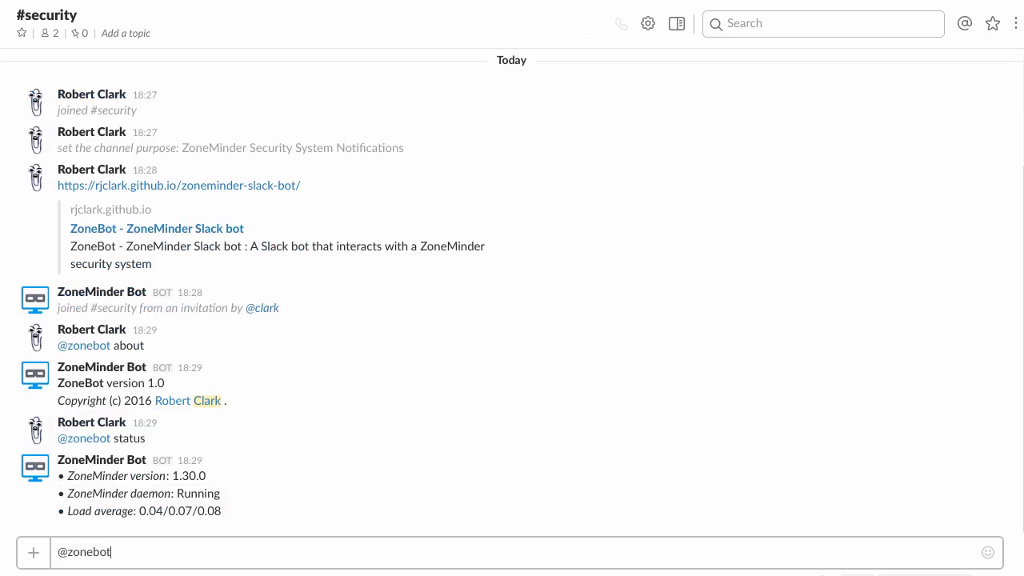 #security
2 | 0 | Add a topic
Search
Today
Robert Clark 18:27
joined #security
Robert Clark 18:27
set the channel purpose: ZoneMinder Security System Notifications
Robert Clark 18:28
https://rjclark.github.io/zoneminder-slack-bot/
rjclark.github.io
ZoneBot - ZoneMinder Slack bot
ZoneBot - ZoneMinder Slack bot : A Slack bot that interacts with a ZoneMinder
security system
ZoneMinder Bot BOT 18:28
joined #security from an invitation by @clark
Robert Clark 18:29
@zonebot about
ZoneMinder Bot BOT 18:29
ZoneBot version 1.0
Copyright (c) 2016 Robert Clark .
Robert Clark 18:29
@zonebot status
ZoneMinder Bot BOT 18:29
• ZoneMinder version: 1.30.0
• ZoneMinder daemon: Running
• Load average: 0.04/0.07/0.08
@zonebot